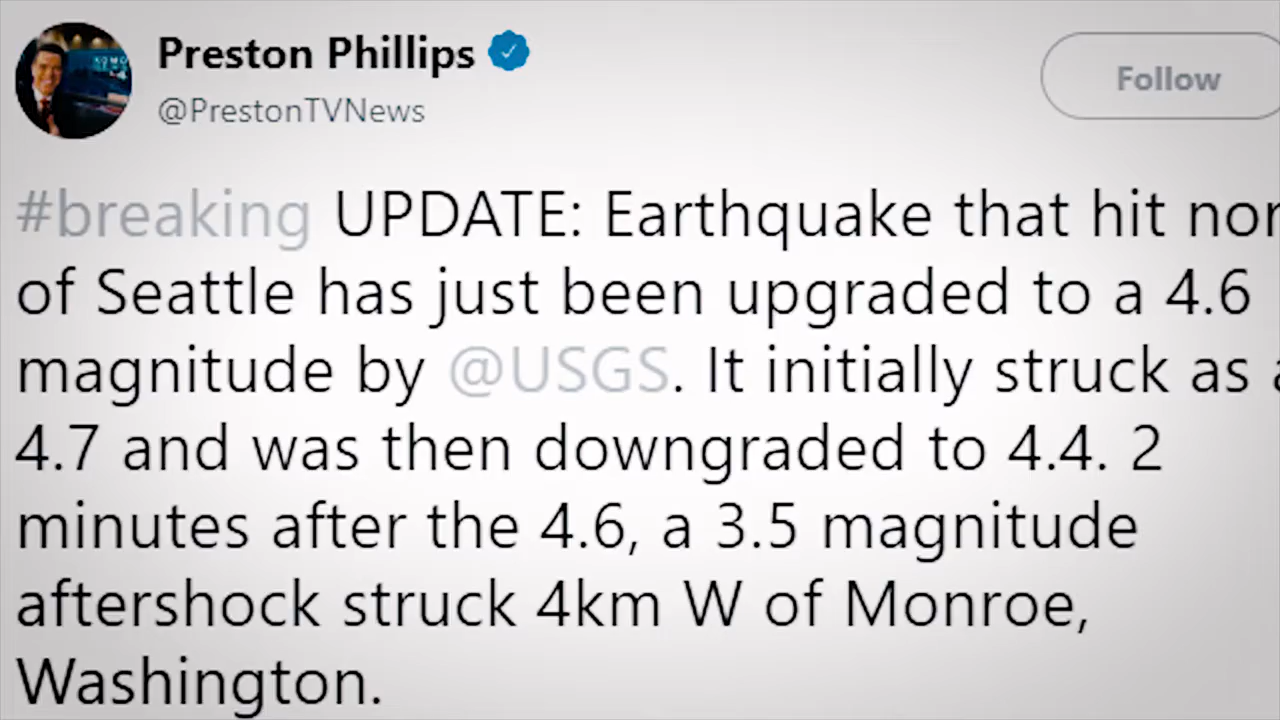 Preston Phillips
@PrestonTVNews
Follow
#breaking UPDATE: Earthquake that hit
of Seattle has just been upgraded to a 4.6
magnitude by @USGS. It initially struck as
4.7 and was then downgraded to 4.4. 2
minutes after the 4.6, a 3.5 magnitude
aftershock struck 4km W of Monroe,
Washington.